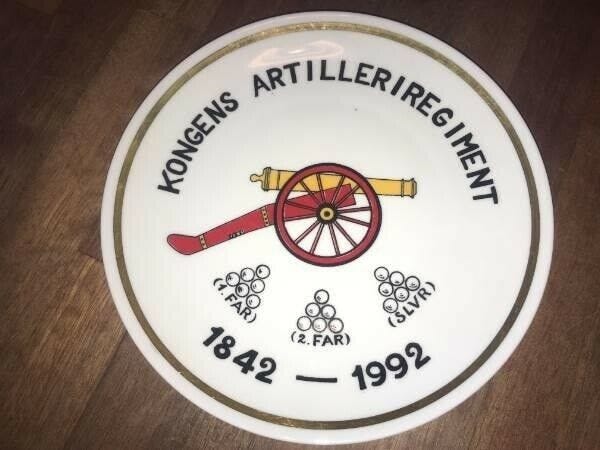 KONGENS ARTILLERIREGIMENT
(1.FAR)
(2.FAR)
(SLVR)
1842 — 1992